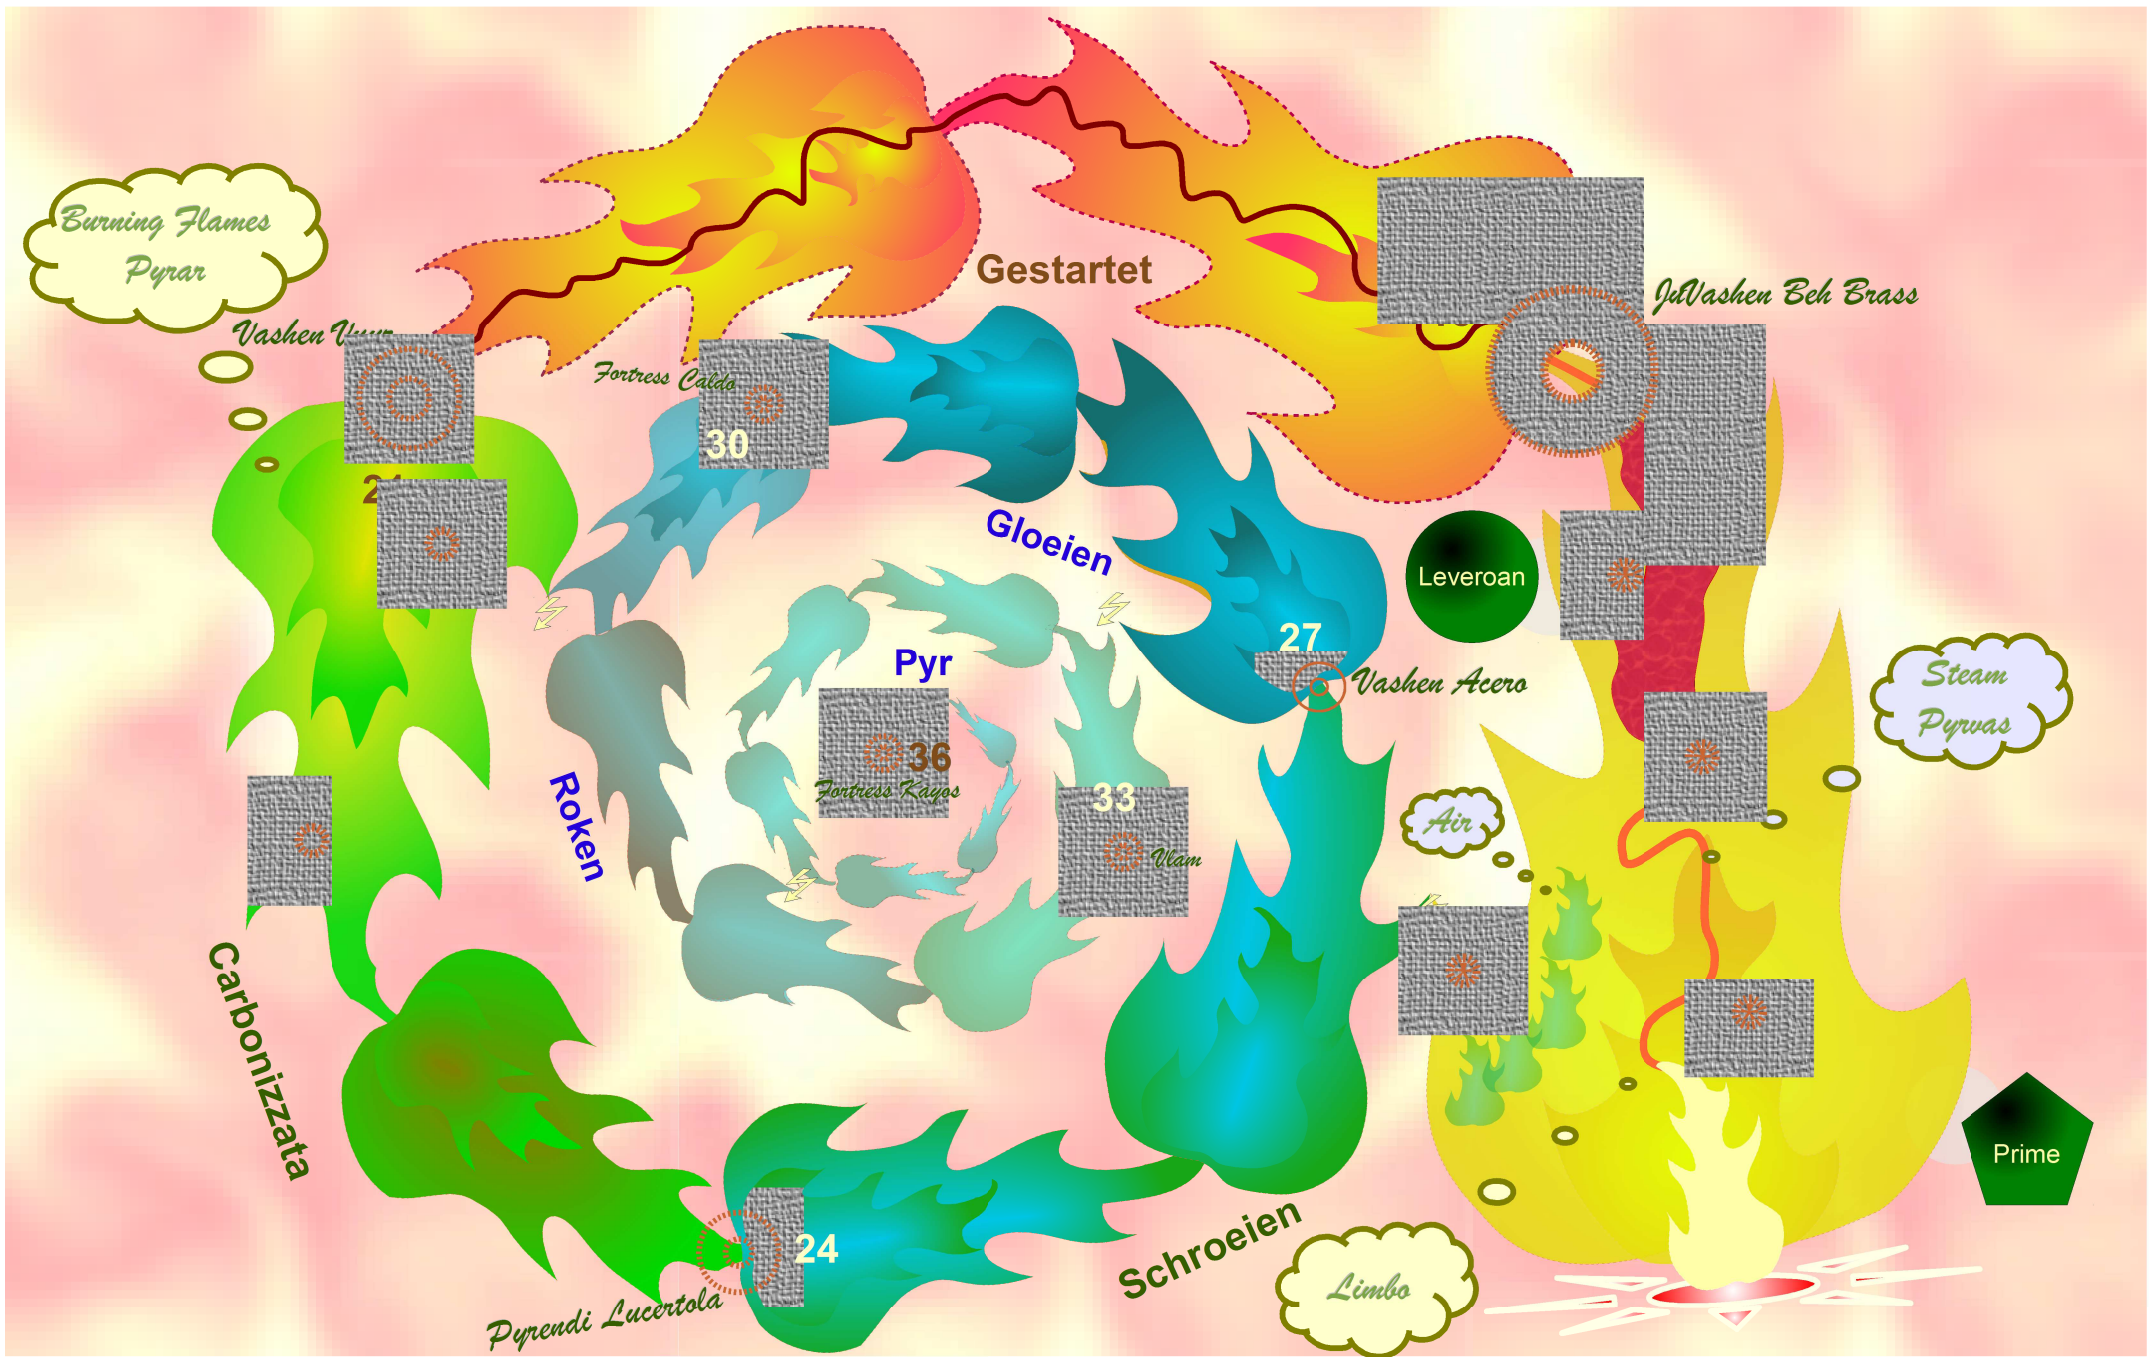 Burning Flames
Pyrar
Gestartet
JuVashen Beh Brass
Vashen
Fortress Caldo
30
Gloeien
Leveroan
27
Vashen Acero
Steam
Pyrvas
Pyr
36
Fortress Kayos
Roken
33
Vlam
Air
Carbonizzata
Prime
24
Schroeien
Pyrendi Lucertola
Limbo